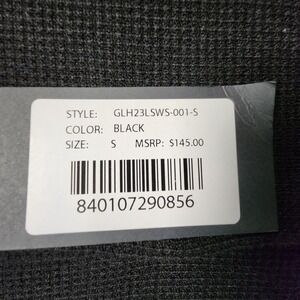 STYLE: GLH23LSWS-001-S
COLOR: BLACK
SIZE: S MSRP: $145.00
840107290856